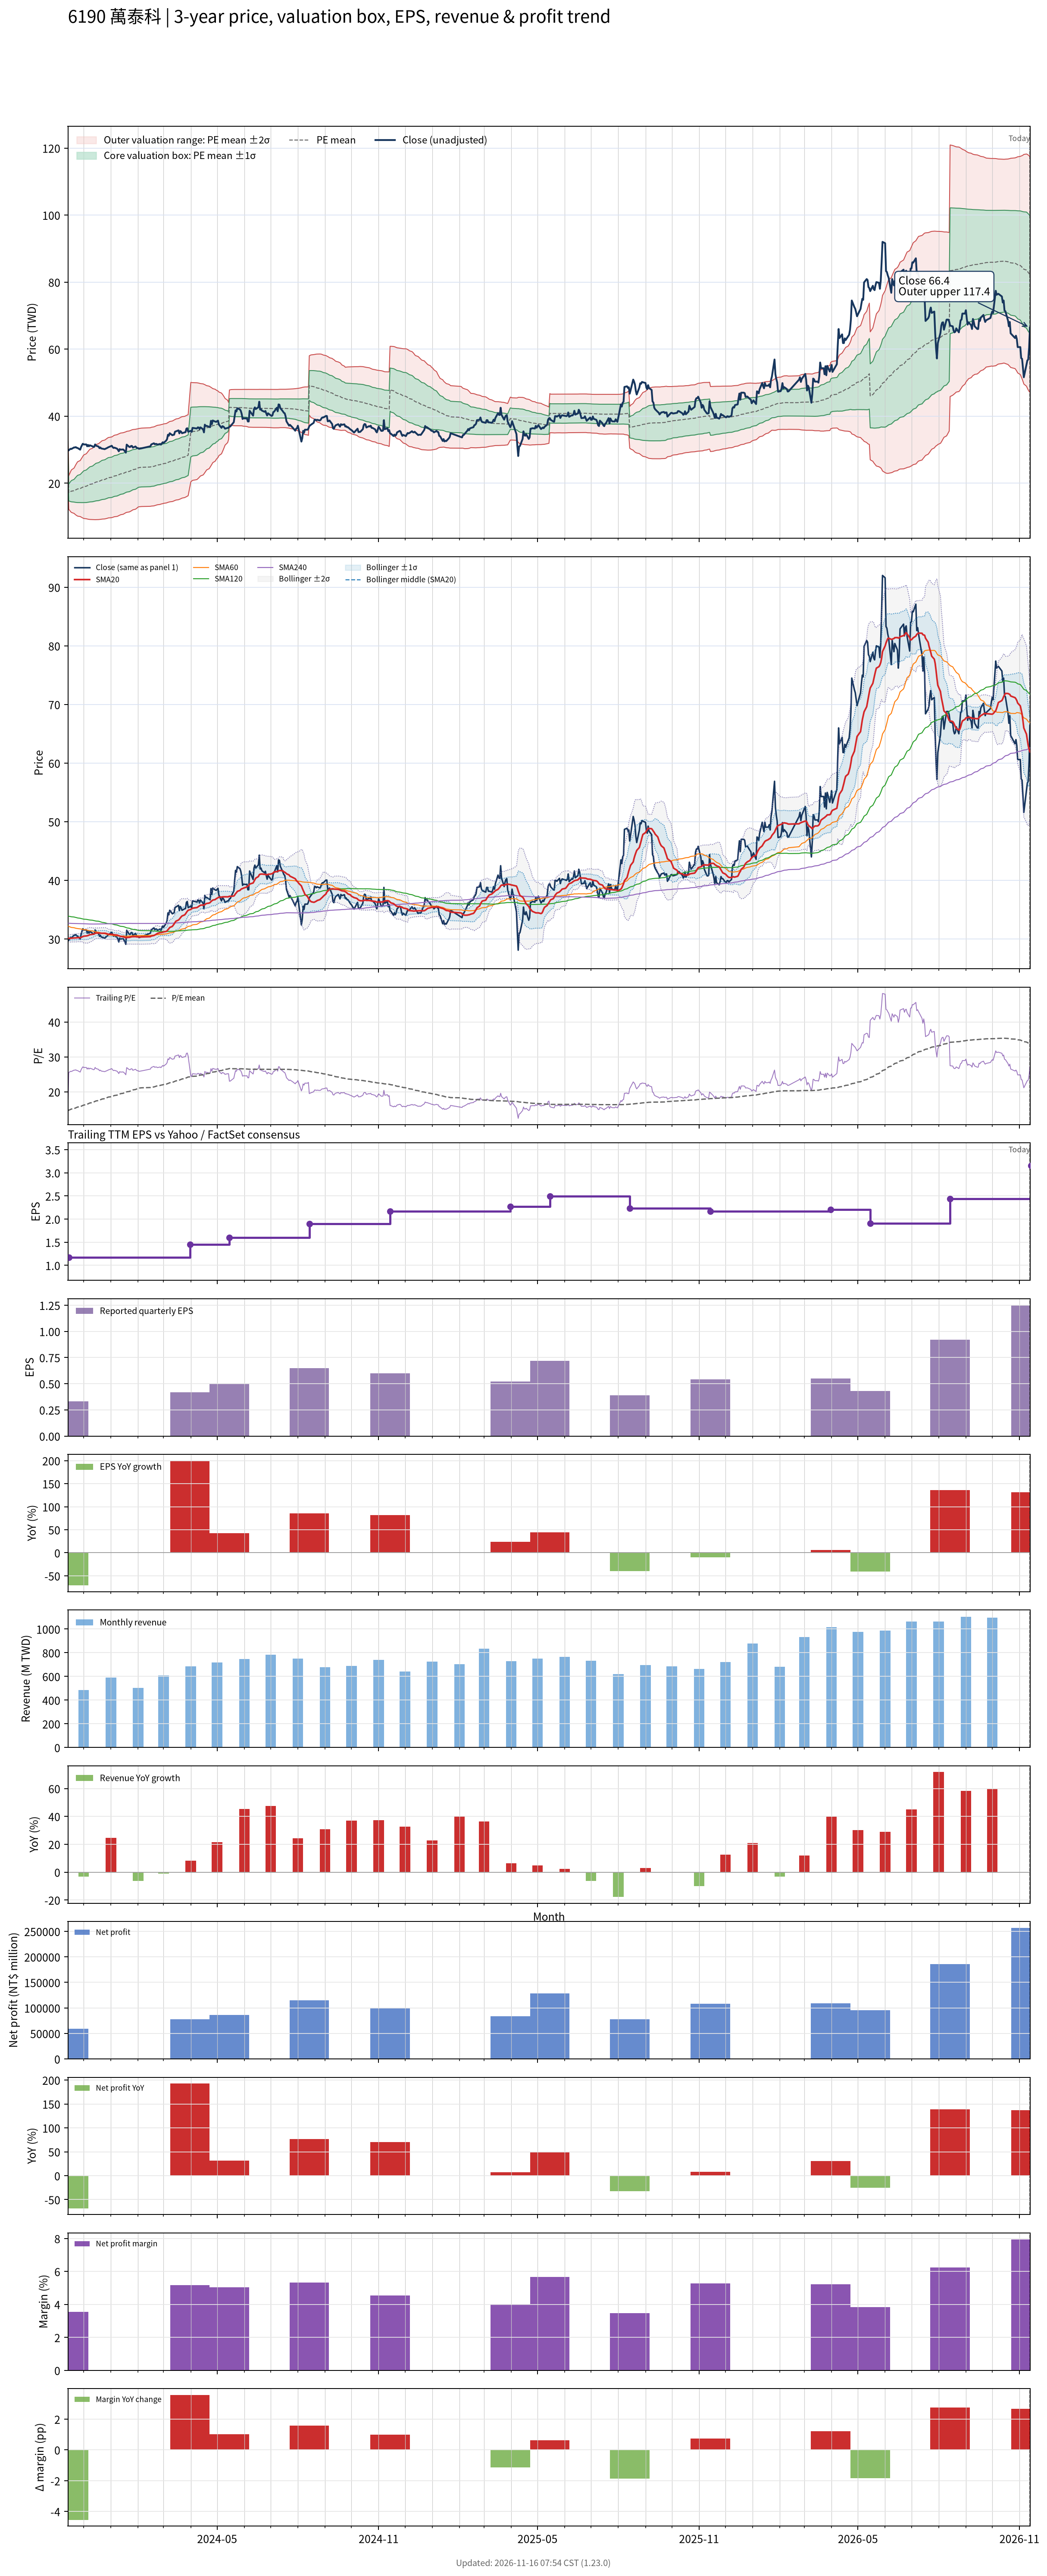 6190 萬泰科 | 3-year price, valuation box, EPS, revenue & profit trend
Outer valuation range: PE mean ±2σ
PE mean
Close (unadjusted)
Core valuation box: PE mean ±1σ
Today
Close 66.4
Outer upper 117.4
Price (TWD)
120
100
80
60
40
20
Close (same as panel 1)
SMA20
SMA60
SMA120
SMA240
Bollinger ±2σ
Bollinger ±1σ
Bollinger middle (SMA20)
Price
90
80
70
60
50
40
30
Trailing P/E
P/E mean
P/E
40
30
20
Trailing TTM EPS vs Yahoo / FactSet consensus
Today
EPS
3.5
3.0
2.5
2.0
1.5
1.0
Reported quarterly EPS
EPS
1.25
1.00
0.75
0.50
0.25
0.00
EPS YoY growth
YoY (%)
200
150
100
50
0
-50
Monthly revenue
Revenue (M TWD)
1000
800
600
400
200
0
Revenue YoY growth
YoY (%)
60
40
20
0
-20
Month
Net profit
Net profit (NT$ million)
250000
200000
150000
100000
50000
0
Net profit YoY
YoY (%)
200
150
100
50
0
-50
Net profit margin
Margin (%)
8
6
4
2
0
Margin YoY change
Δ margin (pp)
2
0
-2
-4
2024-05
2024-11
2025-05
2025-11
2026-05
2026-11
Updated: 2026-11-16 07:54 CST (1.23.0)